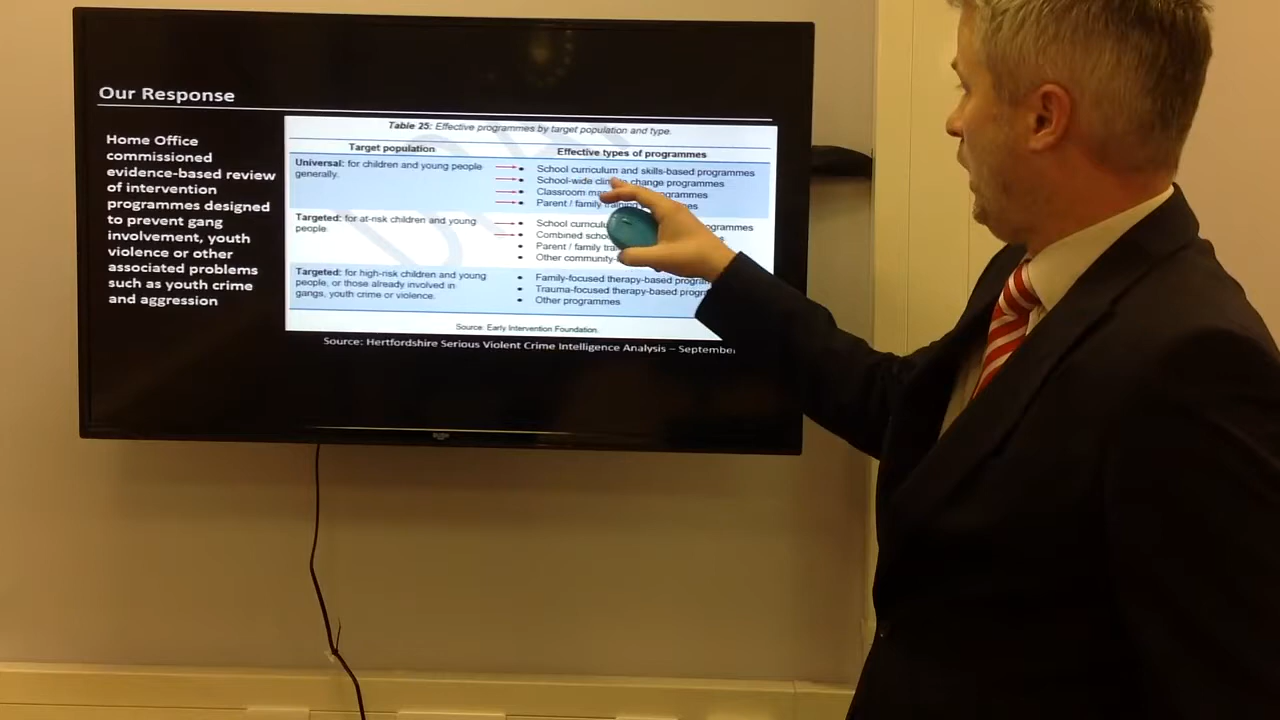 Our Response
Home Office
commissioned
evidence-based review
of intervention
programmes designed
to prevent gang
involvement, youth
violence or other
associated problems
such as youth crime
and aggression
Table 25: Effective programmes by target population and type.
Target population
Effective types of programmes
Universal: for children and young people
generally.
• School curriculum and skills-based programmes
• School-wide climate change programmes
• Classroom programmes
• Parent / family training
Targeted: for at-risk children and young
people
• School
• Combined
• Parent / family
• Other
Targeted: for high-risk children and young
people, or those already involved in
gangs, youth crime or violence.
• Family-focused therapy-based
• Trauma-focused therapy-based
• Other programmes
Source: Early Intervention Foundation.
Source: Hertfordshire Serious Violent Crime Intelligence Analysis – September